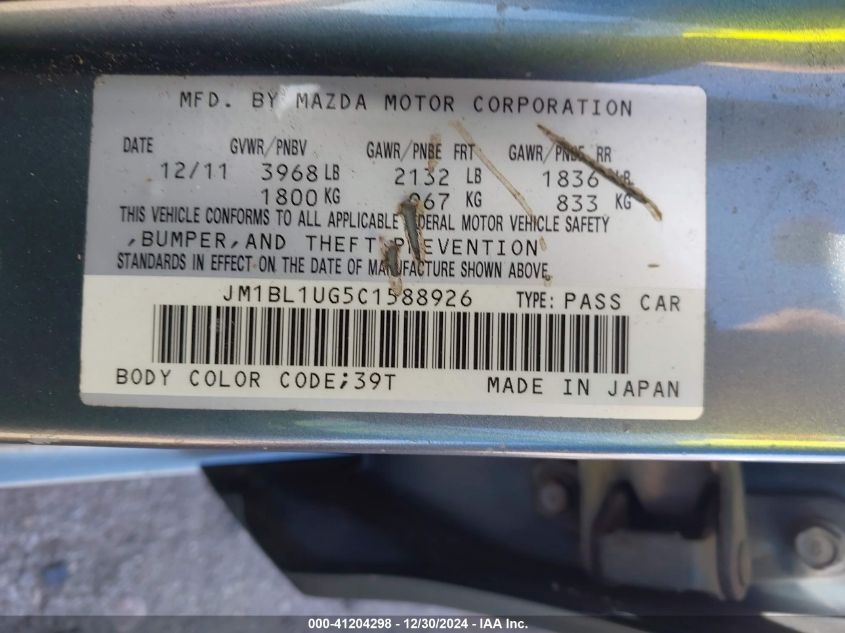 MFD. BY MAZDA MOTOR CORPORATION
DATE GVWR/PNBV GAWR/PNBE FRT GAWR/PNBE RR
12/11 3968 LB 2132 LB 1836 LB
1800 KG 967 KG 833 KG
THIS VEHICLE CONFORMS TO ALL APPLICABLE FEDERAL MOTOR VEHICLE SAFETY
,BUMPER,AND THEFT PREVENTION
STANDARDS IN EFFECT ON THE DATE OF MANUFACTURE SHOWN ABOVE.
JM1BL1UG5C1588926 TYPE: PASS CAR
BODY COLOR CODE;39T MADE IN JAPAN
000-41204298 - 12/30/2024 - IAA Inc.